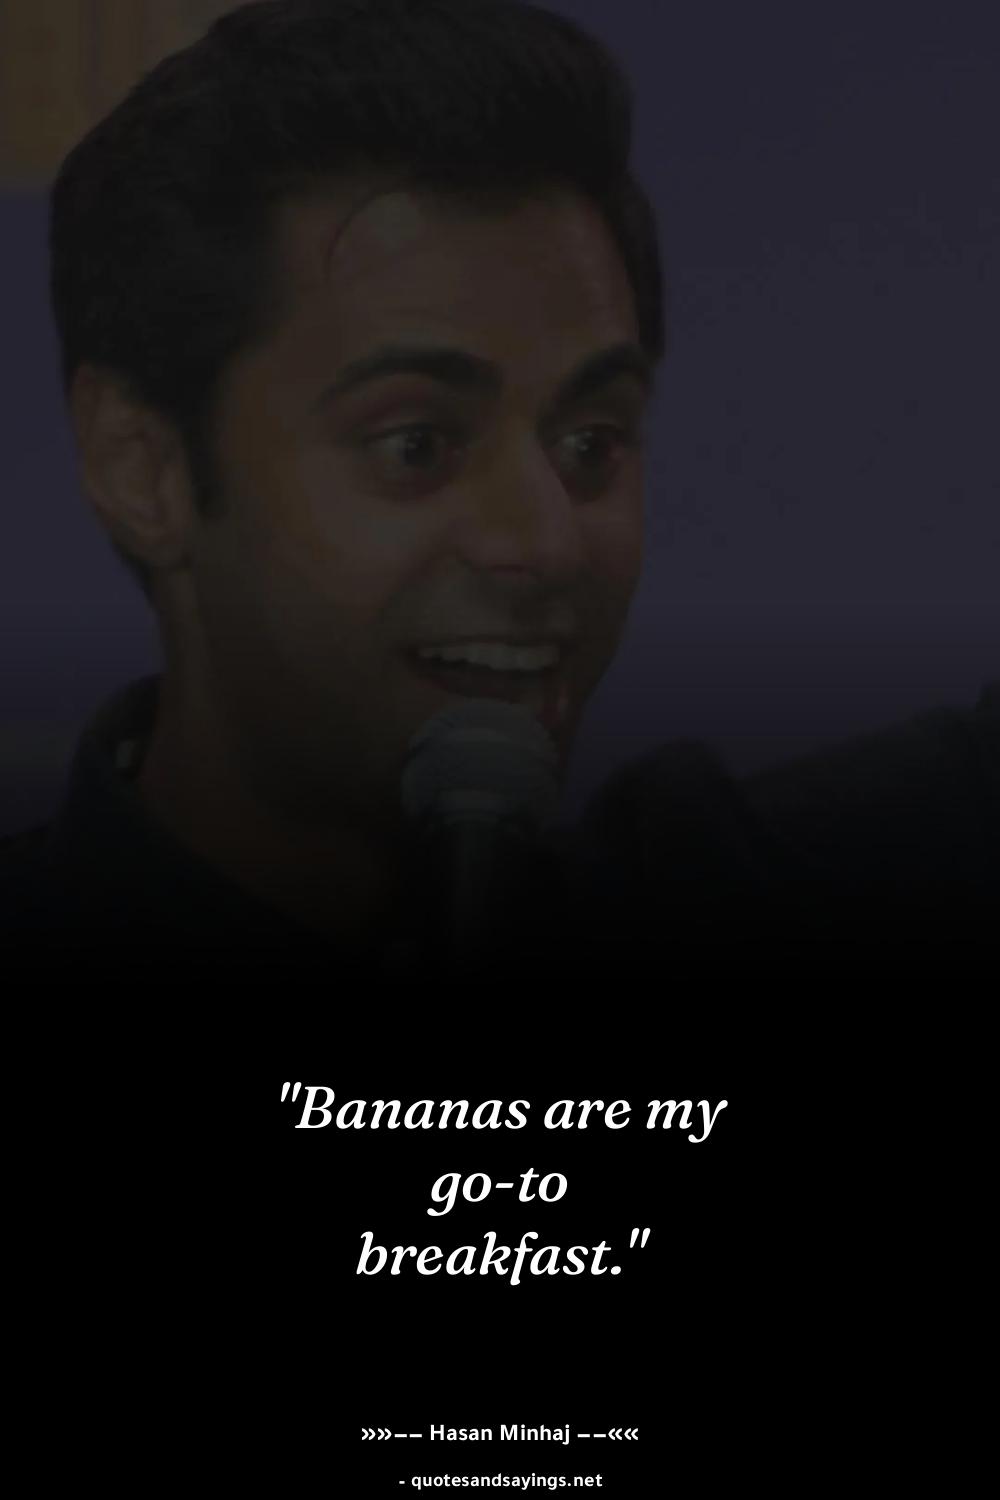 "Bananas are my
go-to
breakfast."
»»–– Hasan Minhaj ––««
- quotesandsayings.net